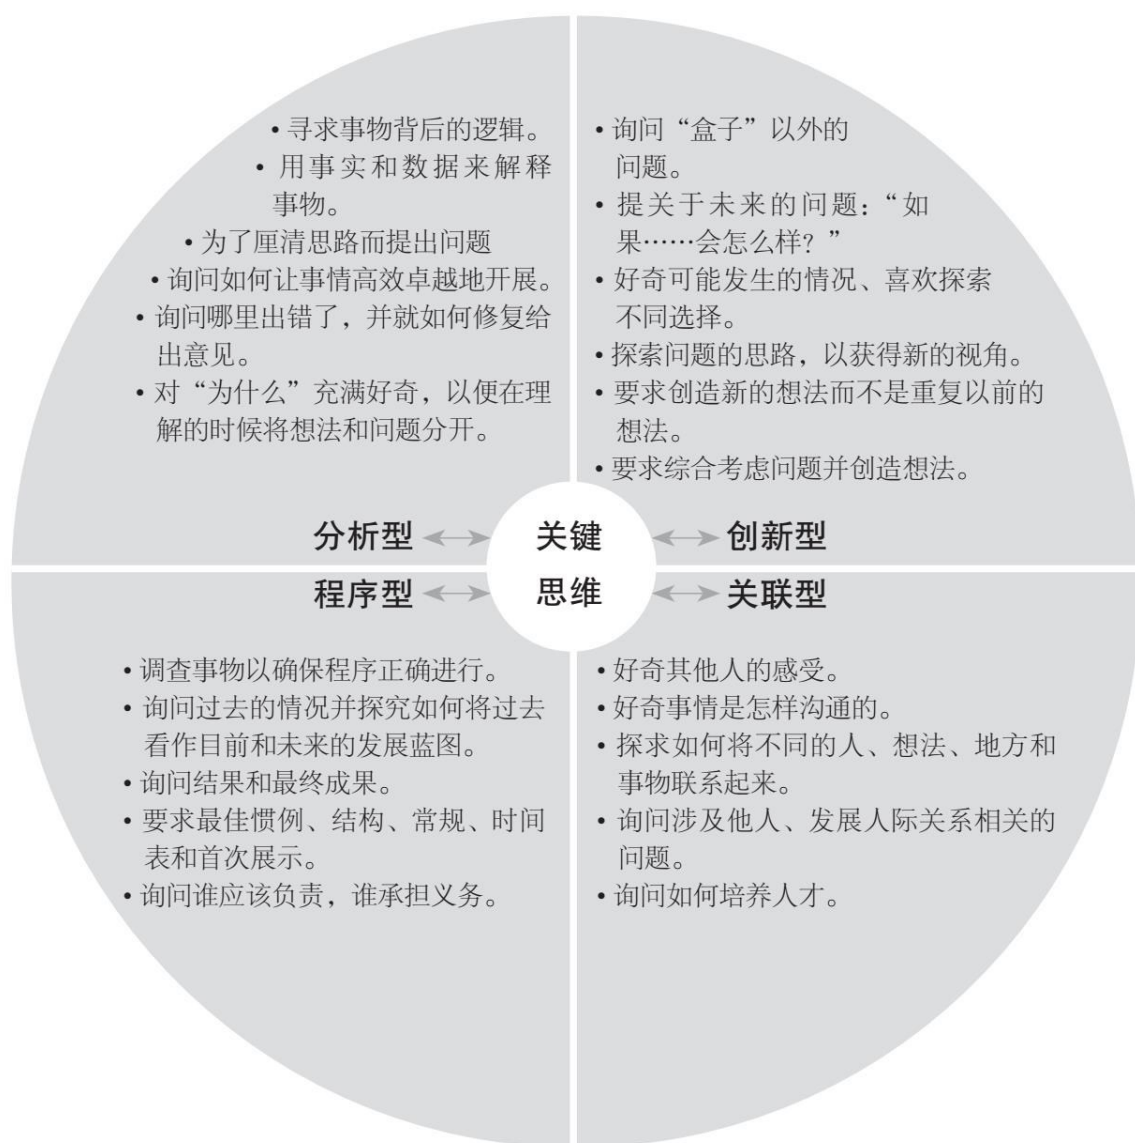 • 寻求事物背后的逻辑。
• 用事实和数据来解释
事物。
• 为了厘清思路而提出问题
• 询问如何让事情高效卓越地开展。
• 询问哪里出错了，并就如何修复给
出意见。
• 对“为什么”充满好奇，以便在理
解的时候将想法和问题分开。
• 询问“盒子”以外的
问题。
• 提关于未来的问题：“如
果……会怎么样？”
• 好奇可能发生的情况、喜欢探索
不同选择。
• 探索问题的思路，以获得新的视角。
• 要求创造新的想法而不是重复以前的
想法。
• 要求综合考虑问题并创造想法。
分析型 关键 创新型
程序型 思维 关联型
• 调查事物以确保程序正确进行。
• 询问过去的情况并探究如何将过去
看作目前和未来的发展蓝图。
• 询问结果和最终成果。
• 要求最佳惯例、结构、常规、时间
表和首次展示。
• 询问谁应该负责，谁承担义务。
• 好奇其他人的感受。
• 好奇事情是怎样沟通的。
• 探求如何将不同的人、想法、地方和
事物联系起来。
• 询问涉及他人、发展人际关系相关的
问题。
• 询问如何培养人才。